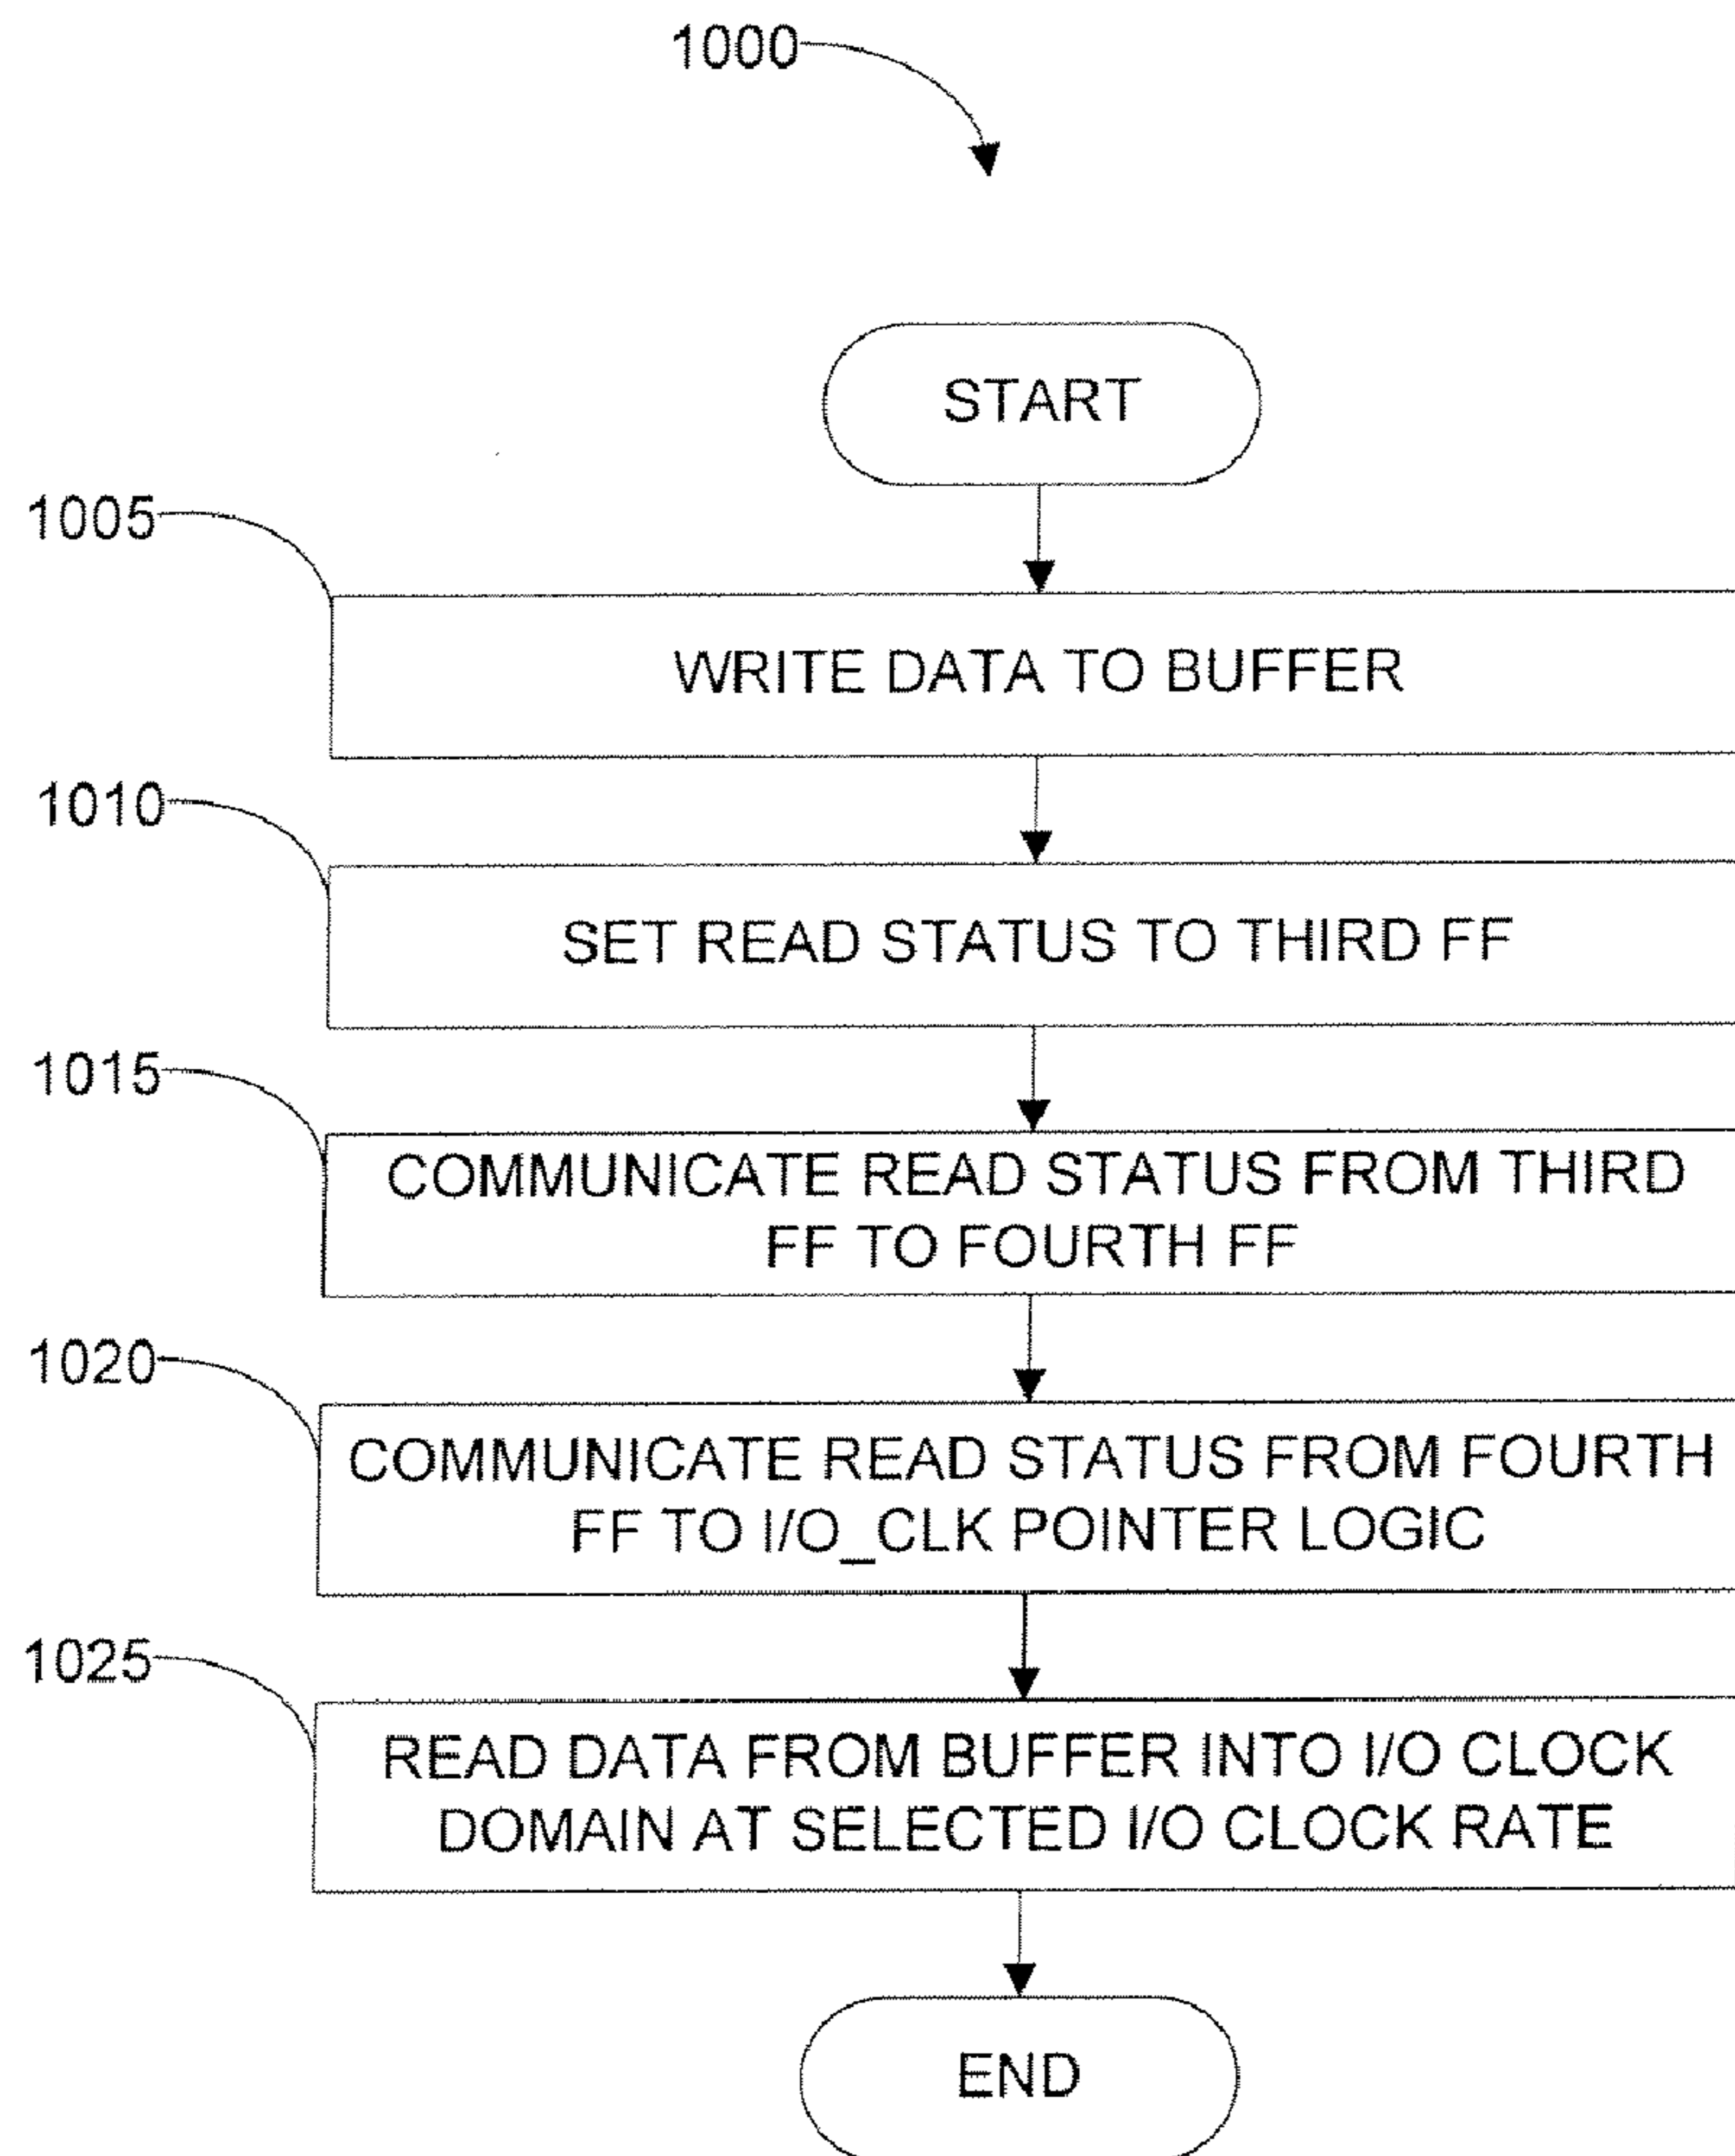 1000
START
1005
WRITE DATA TO BUFFER
1010
SET READ STATUS TO THIRD FF
1015
COMMUNICATE READ STATUS FROM THIRD
FF TO FOURTH FF
1020
COMMUNICATE READ STATUS FROM FOURTH
FF TO I/O_CLK POINTER LOGIC
1025
READ DATA FROM BUFFER INTO I/O CLOCK
DOMAIN AT SELECTED I/O CLOCK RATE
END